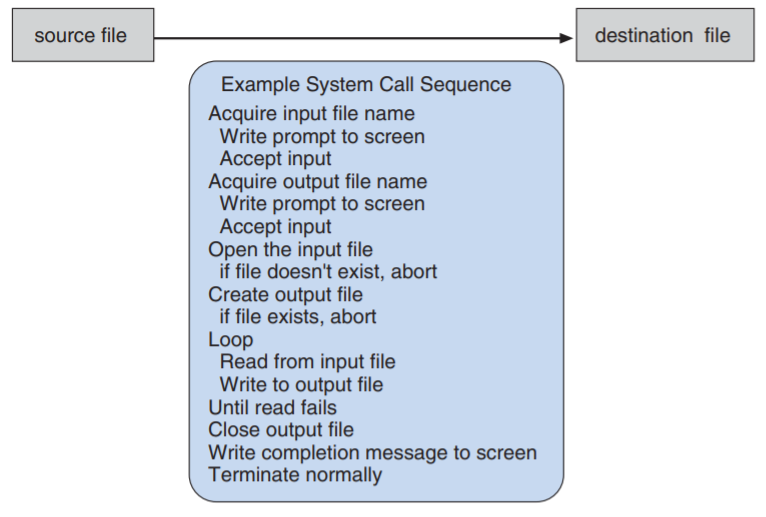 source file
destination file
Example System Call Sequence
Acquire input file name
Write prompt to screen
Accept input
Acquire output file name
Write prompt to screen
Accept input
Open the input file
if file doesn't exist, abort
Create output file
if file exists, abort
Loop
Read from input file
Write to output file
Until read fails
Close output file
Write completion message to screen
Terminate normally